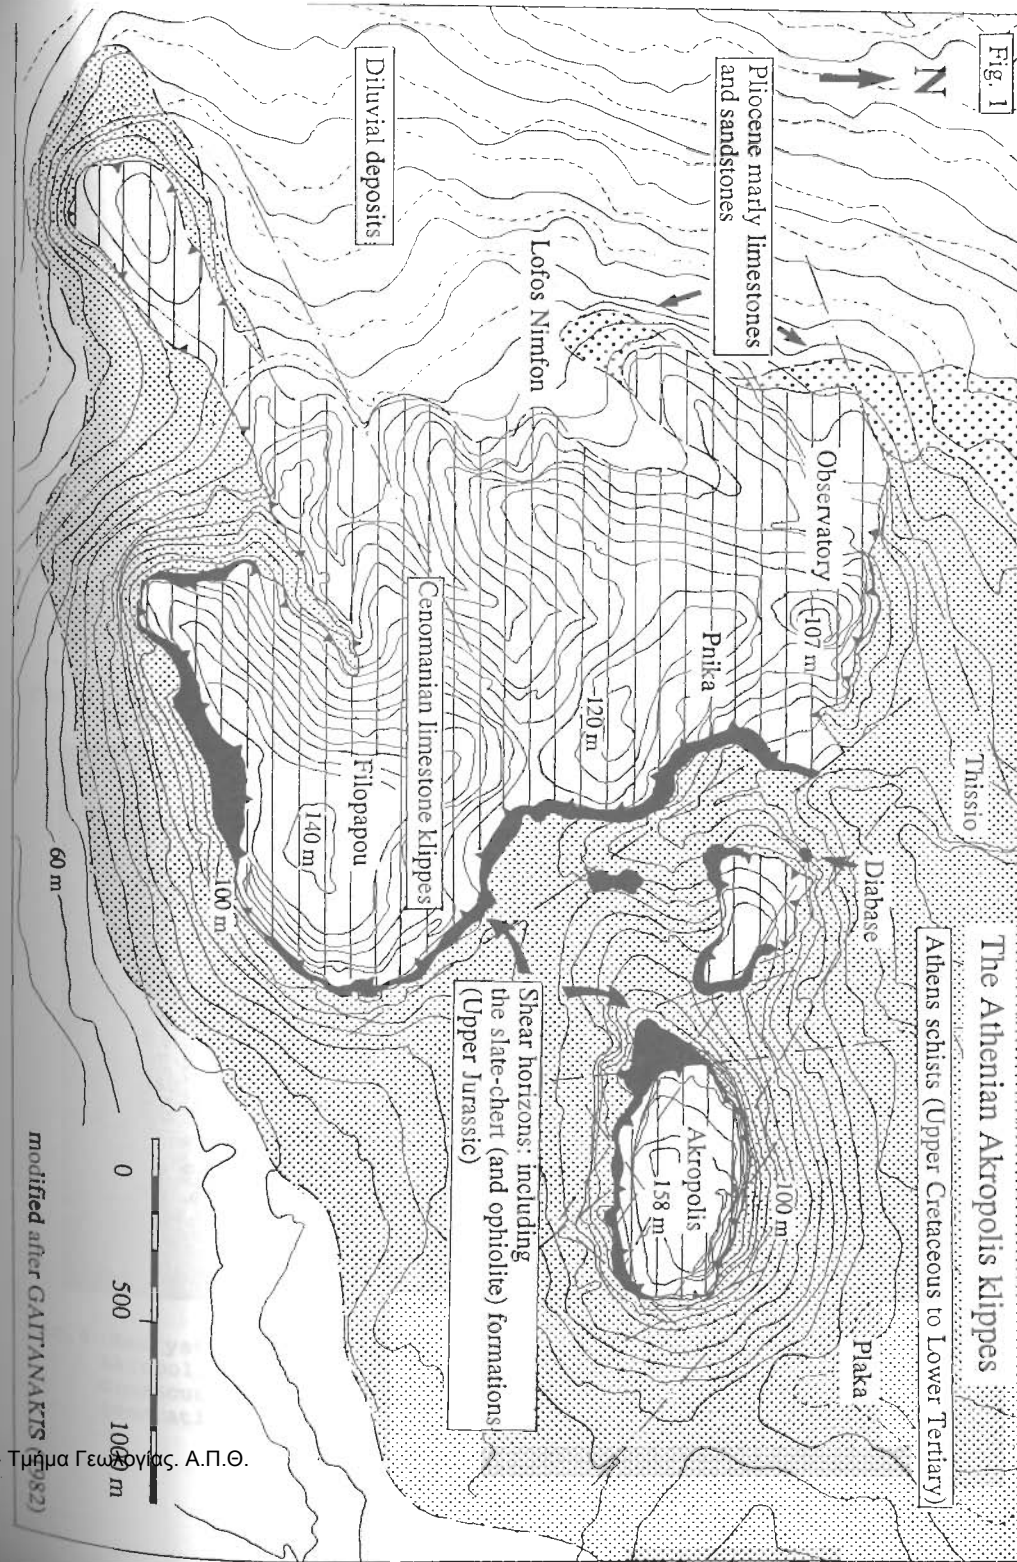 Fig. 1
N
The Athenian Akropolis klippes
Pliocene marly limestones
and sandstones
Athens schists (Upper Cretaceous to Lower Tertiary)
Thissio
Diabase
Plaka
Observatory
107 m
Pnika
100 m
Akropolis
158 m
120 m
Lofos Nimfon
Shear horizons: including
the slate-chert (and ophiolite) formations
(Upper Jurassic)
Cenomanian limestone klippes
Diluvial deposits
Filopapou
140 m
100 m
60 m
0
500
1000 m
modified after GAITANAKIS (1982)
Τμήμα Γεωλογίας. Α.Π.Θ.